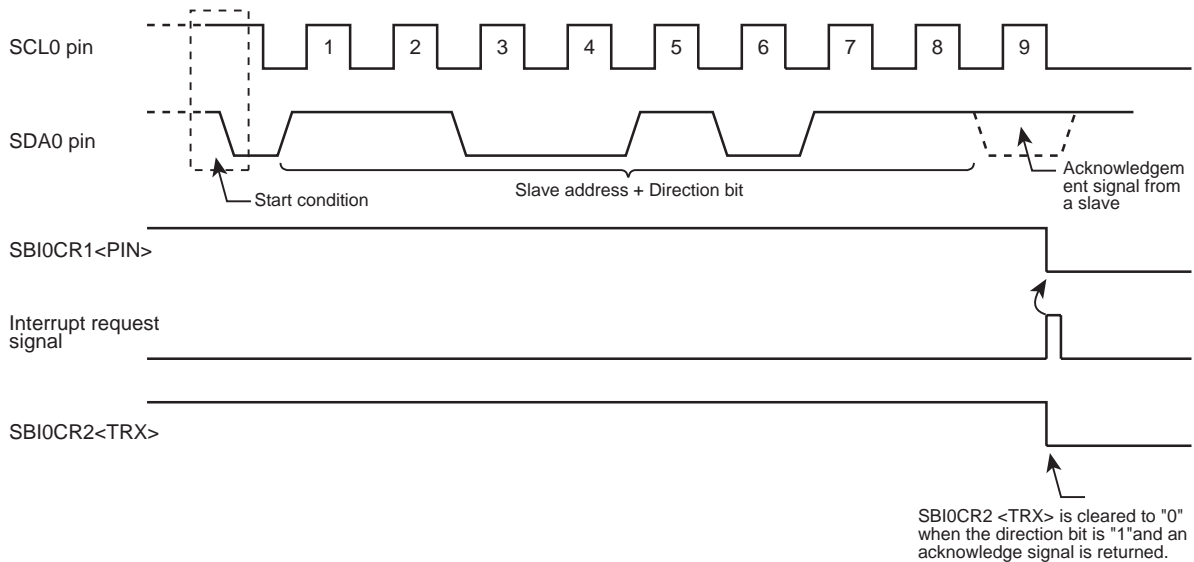 SCL0 pin
1 2 3 4 5 6 7 8 9
SDA0 pin
Start condition
Slave address + Direction bit
Acknowledgem
ent signal from
a slave
SBI0CR1<PIN>
Interrupt request
signal
SBI0CR2<TRX>
SBI0CR2 <TRX> is cleared to "0"
when the direction bit is "1"and an
acknowledge signal is returned.